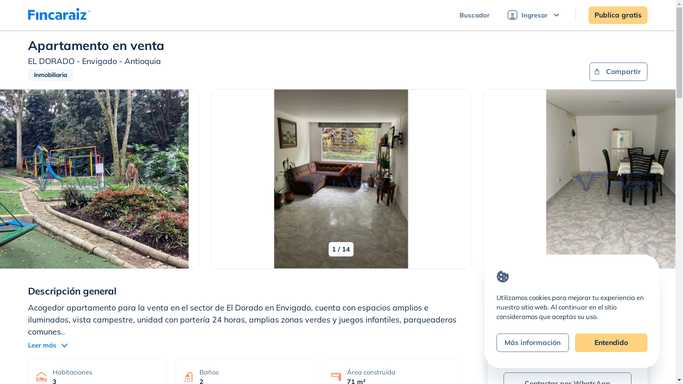 Fincaraiz
Buscador
Ingresar
Publica gratis
Apartamento en venta
EL DORADO - Envigado - Antioquia
Inmobiliaria
Compartir
1 / 14
Descripción general
Acogedor apartamento para la venta en el sector de El Dorado en Envigado, cuenta con espacios amplios e
iluminados, vista campestre, unidad con portería 24 horas, amplias zonas verdes y juegos infantiles, parqueaderos
comunes..
Leer más
Habitaciones
3
Baños
2
Área construida
71 m²
Utilizamos cookies para mejorar tu experiencia en
nuestro sitio web. Al continuar en el sitio
consideramos que aceptas su uso.
Más información
Entendido
Contactar por WhatsApp